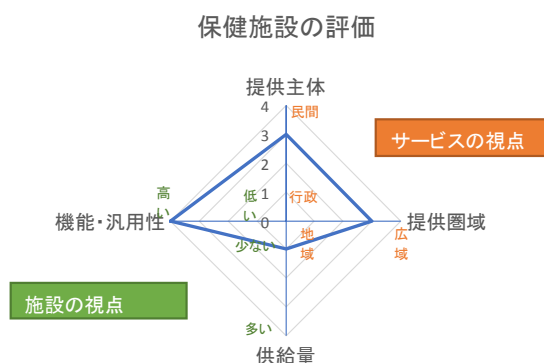 保健施設の評価
提供主体
4
民間
3
サービスの視点
2
1
行政
高い
低い
機能・汎用性
0
提供圏域
地域
広域
少ない
施設の視点
多い
供給量